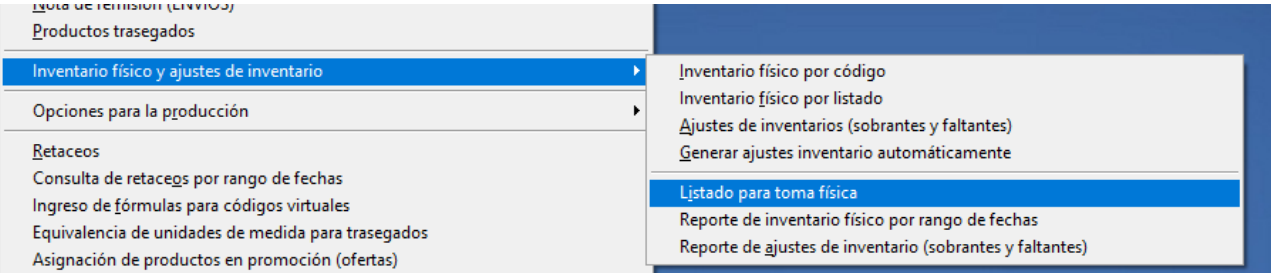 Nota de remisión (ENVIOS)
Productos trasegados
Inventario físico y ajustes de inventario
Opciones para la producción
Retaceos
Consulta de retaceos por rango de fechas
Ingreso de fórmulas para códigos virtuales
Equivalencia de unidades de medida para trasegados
Asignación de productos en promoción (ofertas)
Inventario físico por código
Inventario físico por listado
Ajustes de inventarios (sobrantes y faltantes)
Generar ajustes inventario automáticamente
Listado para toma física
Reporte de inventario físico por rango de fechas
Reporte de ajustes de inventario (sobrantes y faltantes)